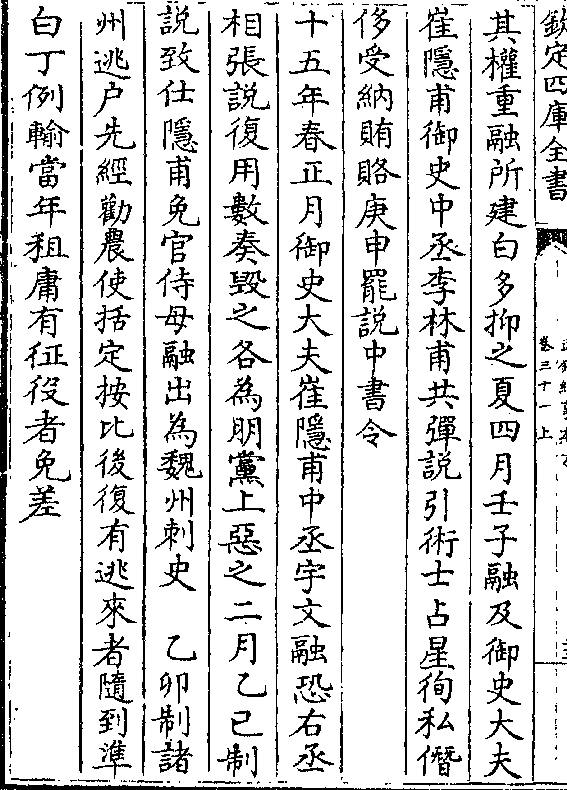 欽定四庫全書
卷三十一上
其權重融所建白多抑之夏四月壬子融及御史大夫
崔隱甫御史中丞李林甫共彈説引術士占星徇私僭
侈受納賄賂庚申罷説中書令
十五年春正月御史大夫崔隱甫中丞宇文融恐右丞
相張説復用數奏毀之各為朋黨上惡之二月乙巳制
説致仕隱甫免官侍母融出為魏州刺史　乙卯制諸
州逃户先經勸農使括定按比後復有逃來者隨到準
白丁例輸當年租庸有征役者免差